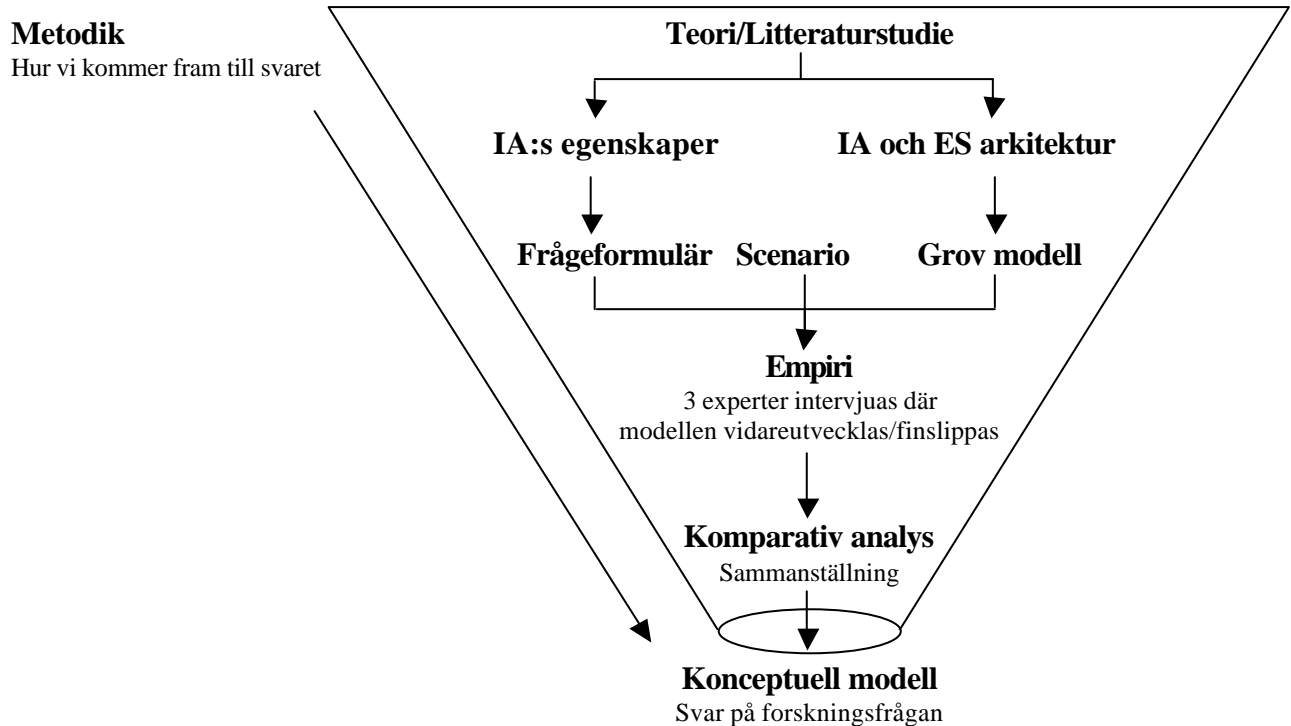 Metodik
Hur vi kommer fram till svaret
Teori/Litteraturstudie
IA:s egenskaper
IA och ES arkitektur
Frågeformulär
Scenario
Grov modell
Empiri
3 experter intervjuas där
modellen vidareutvecklas/finslippas
Komparativ analys
Sammanställning
Konceptuell modell
Svar på forskningsfrågan